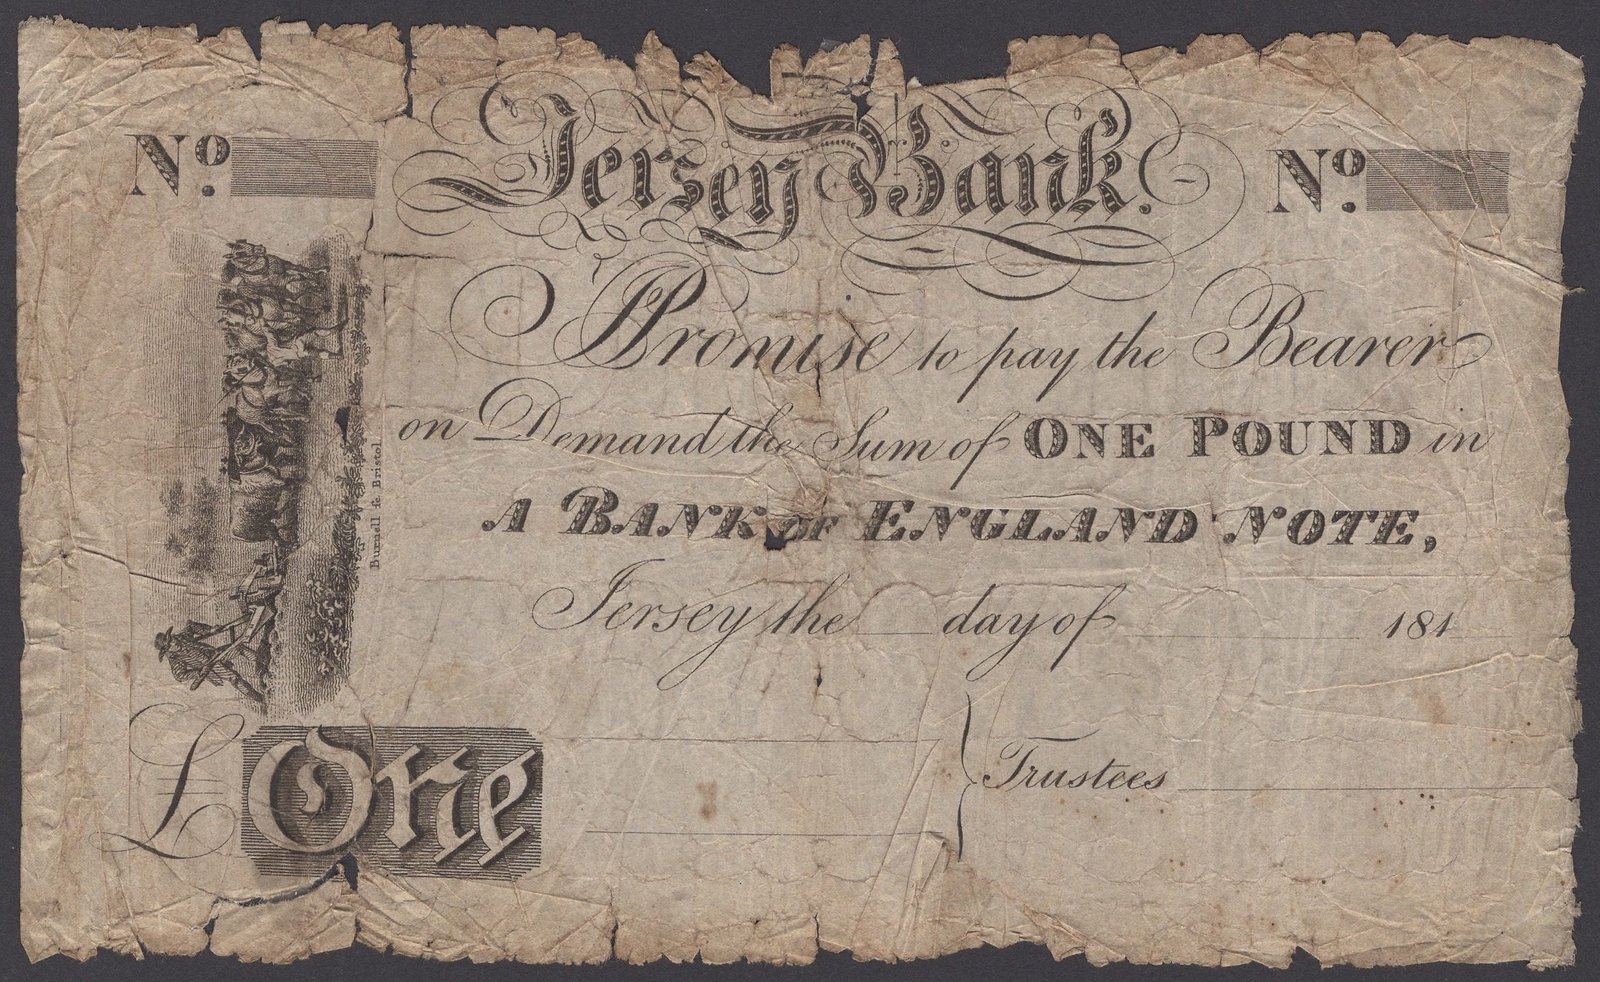 No. Jersey Bank. No.
Promise to pay the Bearer
on Demand the Sum of ONE POUND in
A BANK OF ENGLAND NOTE,
Jersey the day of 181
Burnell fc Bristol
£ One
Trustees